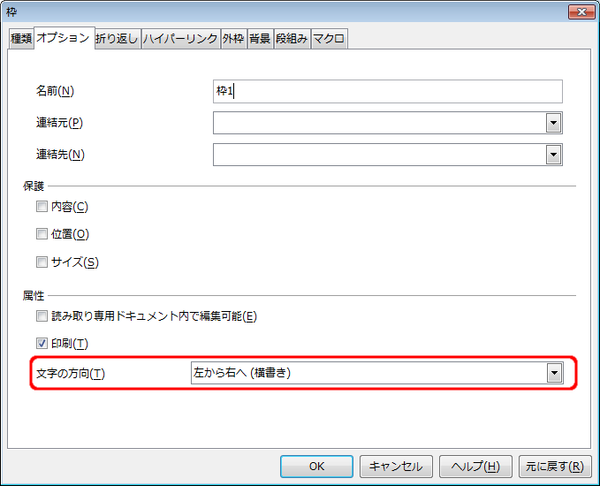 枠
種類 オプション 折り返し ハイパーリンク 外枠 背景 段組み マクロ
名前(N) 枠1
連結元(P)
連結先(N)
保護
内容(C)
位置(O)
サイズ(S)
属性
読み取り専用ドキュメント内で編集可能(E)
印刷(T)
文字の方向(T) 左から右へ (横書き)
OK キャンセル ヘルプ(H) 元に戻す(R)